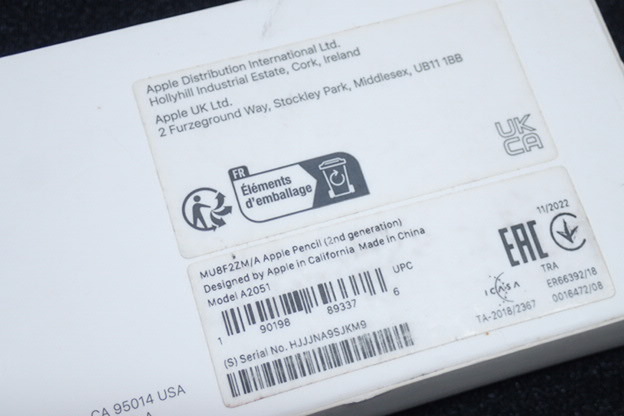 Apple Distribution International Ltd.
Hollyhill Industrial Estate, Cork, Ireland
Apple UK Ltd.
2 Furzeground Way, Stockley Park, Middlesex, UB11 1BB
UK
CA
FR
Éléments
d'emballage
MU8F2ZM/A Apple Pencil (2nd generation)
Designed by Apple in California Made in China
Model A2051
UPC
1 90198 89337 6
(S) Serial No. HJJJNA9SJKM9
11/2022
EAC
ICASA
TA-2018/2367
TRA
ER66392/18
0016472/08
CA 95014 USA